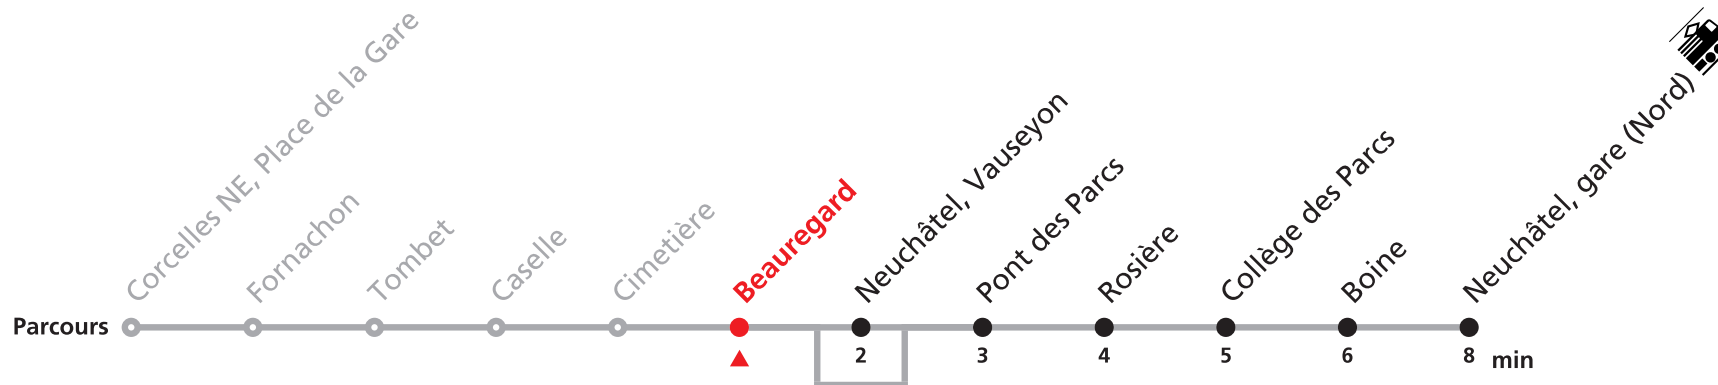 Corcelles NE, Place de la Gare
Fornachon
Tombet
Caselle
Cimetière
Beauregard
Neuchâtel, Vauseyon
Pont des Parcs
Rosière
Collège des Parcs
Boine
Neuchâtel, gare (Nord)
Parcours
2 3 4 5 6 8 min